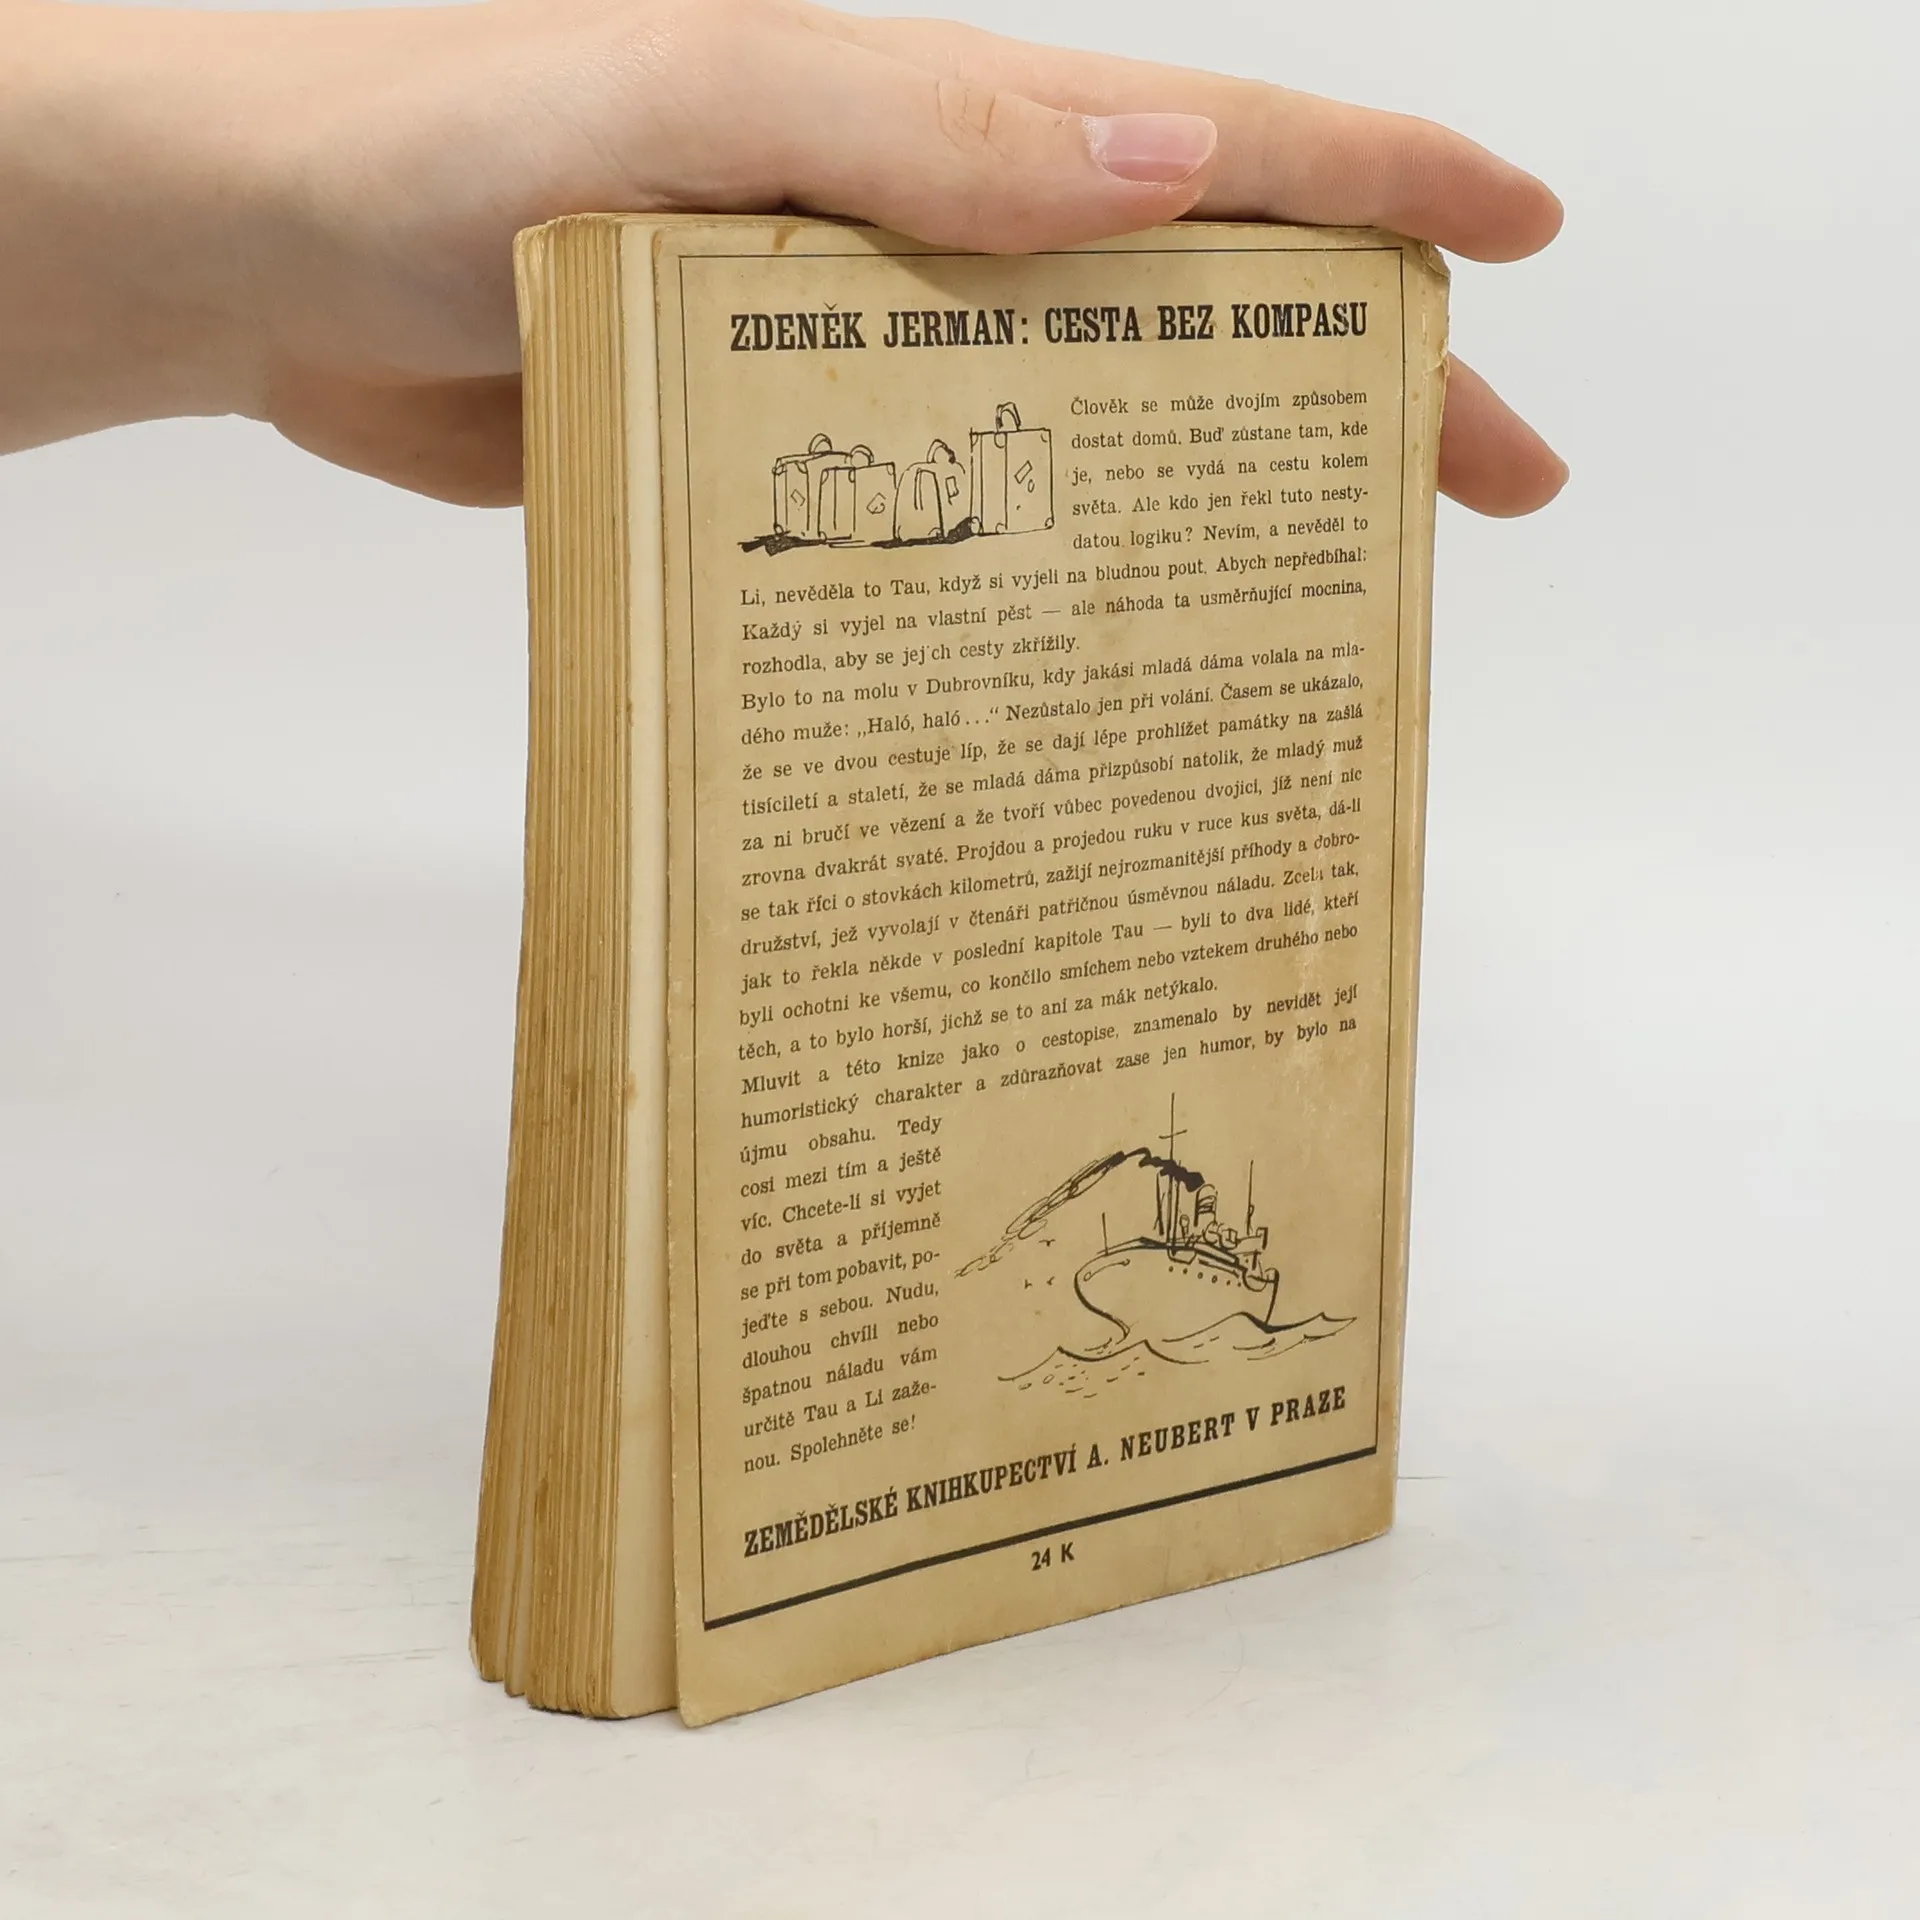 ZDENĚK JERMAN: CESTA BEZ KOMPASU
Člověk se může dvojím způsobem
dostat domů. Buď zůstane tam, kde
je, nebo se vydá na cestu kolem
světa. Ale kdo jen řekl tuto nesty-
datou logiku? Nevím, a nevěděl to
Li, nevěděla to Tau, když si vyjeli na bludnou pout. Abych nepředbíhal:
Každý si vyjel na vlastní pěst — ale náhoda ta usměrňující mocnina,
rozhodla, aby se jejich cesty zkřížily.
Bylo to na molu v Dubrovníku, kdy jakási mladá dáma volala na mla-
dého muže: „Haló, haló...“ Nezůstalo jen při volání. Časem se ukázalo,
že se ve dvou cestuje líp, že se dají lépe prohlížet památky na zašlá
tisíciletí a staletí, že se mladá dáma přizpůsobí natolik, že mladý muž
za ni bručí ve vězení a že tvoří vůbec povedenou dvojici, jíž není nic
zrovna dvakrát svaté. Projdou a projedou ruku v ruce kus světa, dá-li
se tak říci o stovkách kilometrů, zažijí nejrozmanitější příhody a dobro-
družství, jež vyvolají v čtenáři patřičnou úsměvnou náladu. Zcela tak,
jak to řekla někde v poslední kapitole Tau — byli to dva lidé, kteří
byli ochotni ke všemu, co končilo smíchem nebo vztekem druhého nebo
těch, a to bylo horší, jichž se to ani za mák netýkalo.
Mluvit a této knize jako o cestopise, znamenalo by nevidět její
humoristický charakter a zdůrazňovat zase jen humor, by bylo na
újmu obsahu. Tedy
cosi mezi tím a ještě
víc. Chcete-li si vyjet
do světa a příjemně
se při tom pobavit, po-
jeďte s sebou. Nudu,
dlouhou chvíli nebo
špatnou náladu vám
určitě Tau a Li zaže-
nou. Spolehněte se!
ZEMĚDĚLSKÉ KNIHKUPECTVÍ A. NEUBERT V PRAZE
24 K